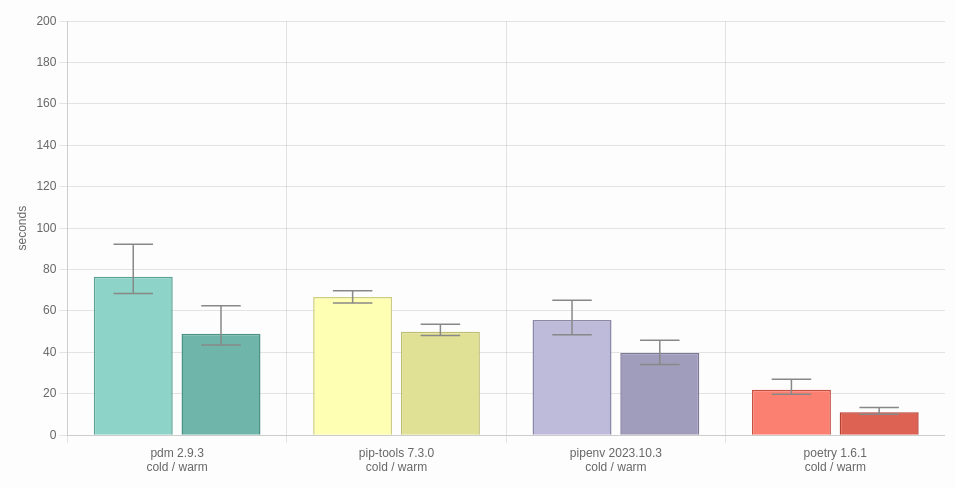 200
180
160
140
120
100
80
60
40
20
0
seconds
pdm 2.9.3
cold / warm
pip-tools 7.3.0
cold / warm
pipenv 2023.10.3
cold / warm
poetry 1.6.1
cold / warm